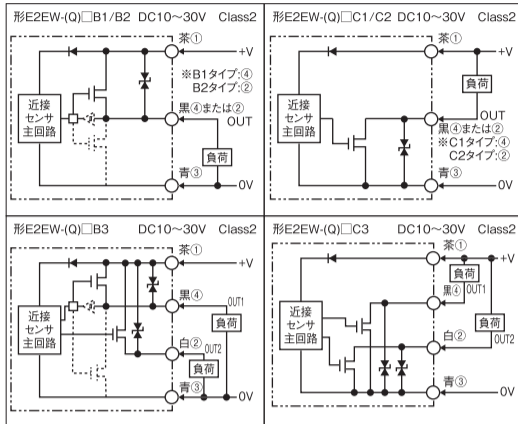 形E2EW-(Q)□B1/B2 DC10～30V Class2
茶①
+V
※B1タイプ:④
B2タイプ:②
近接
センサ
主回路
黒④または②
OUT
負荷
青③
0V
形E2EW-(Q)□C1/C2 DC10～30V Class2
茶①
+V
負荷
近接
センサ
主回路
OUT
黒④または②
※C1タイプ:④
C2タイプ:②
青③
0V
形E2EW-(Q)□B3 DC10～30V Class2
茶①
+V
黒④
OUT1
近接
センサ
主回路
負荷
白②
OUT2
負荷
青③
0V
形E2EW-(Q)□C3 DC10～30V Class2
茶①
+V
負荷
黒④
OUT1
負荷
近接
センサ
主回路
白②
OUT2
青③
0V